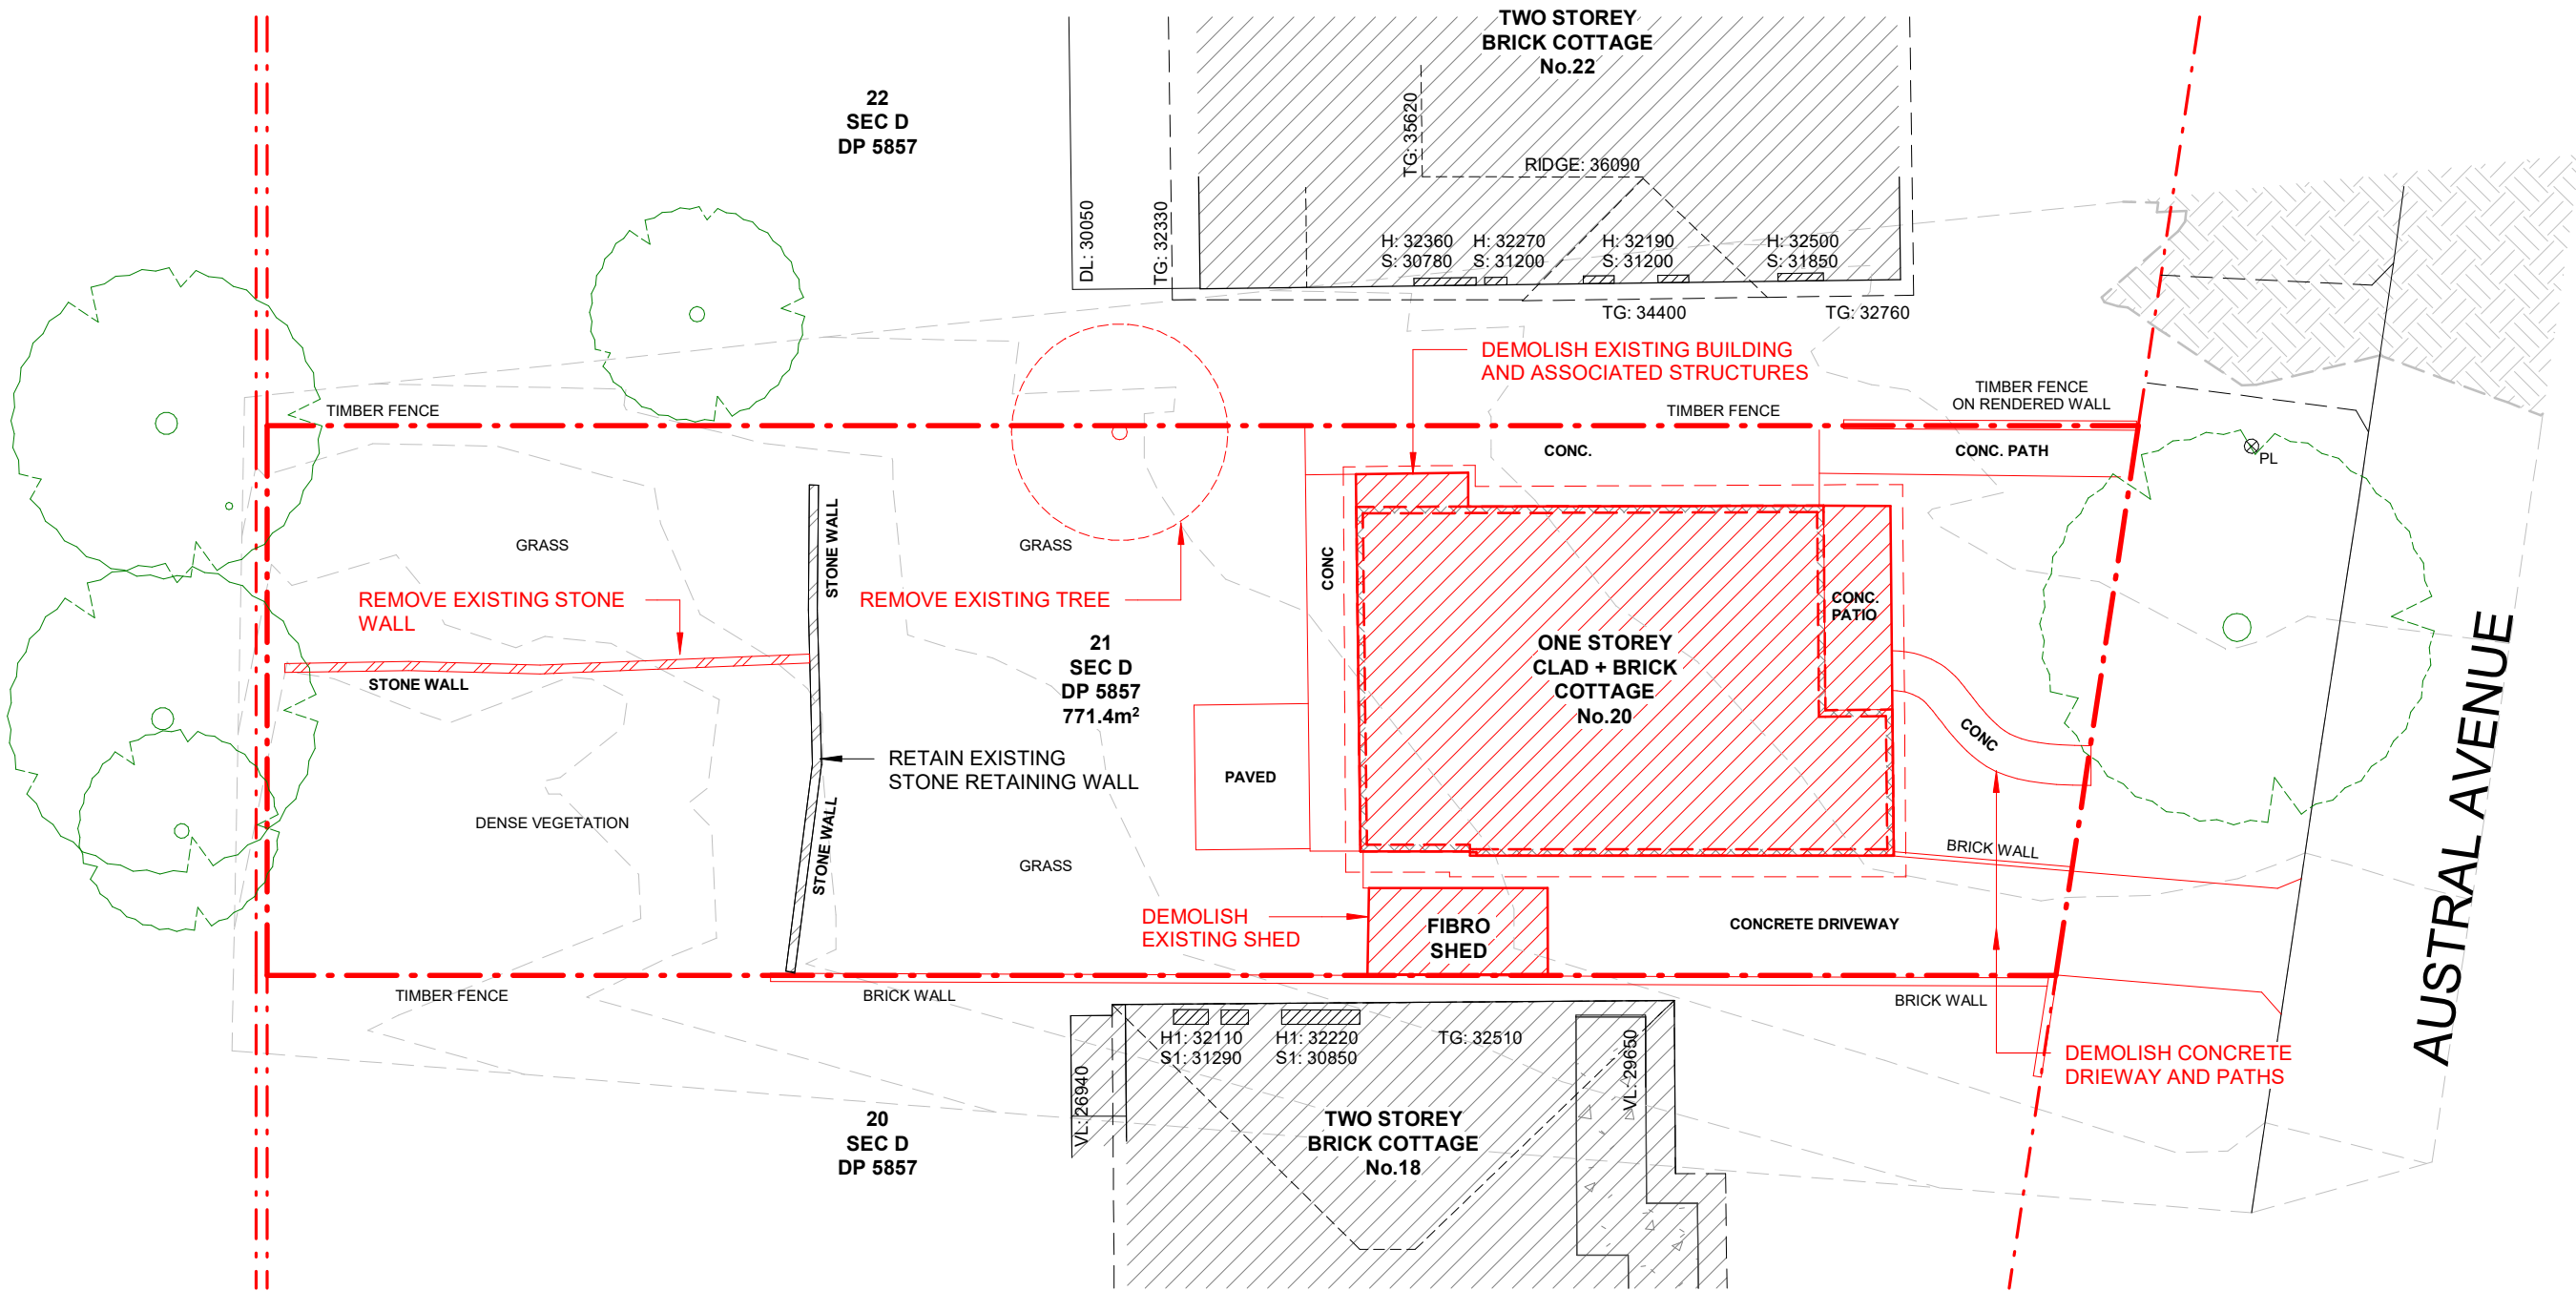 TWO STOREY
BRICK COTTAGE
No.22
22
SEC D
DP 5857
TG: 35620
RIDGE: 36090
DL: 30050
TG: 32330
H: 32360
S: 30780
H: 32270
S: 31200
H: 32190
S: 31200
H: 32500
S: 31850
TG: 34400
TG: 32760
DEMOLISH EXISTING BUILDING
AND ASSOCIATED STRUCTURES
TIMBER FENCE
TIMBER FENCE
TIMBER FENCE
ON RENDERED WALL
CONC.
CONC. PATH
PL
STONE WALL
GRASS
GRASS
CONC
REMOVE EXISTING STONE
WALL
REMOVE EXISTING TREE
CONC.
PATIO
STONE WALL
21
SEC D
DP 5857
771.4m²
ONE STOREY
CLAD + BRICK
COTTAGE
No.20
CONC
RETAIN EXISTING
STONE RETAINING WALL
PAVED
DENSE VEGETATION
STONE WALL
GRASS
BRICK WALL
AUSTRAL AVENUE
DEMOLISH
EXISTING SHED
FIBRO
SHED
CONCRETE DRIVEWAY
TIMBER FENCE
BRICK WALL
BRICK WALL
H1: 32110
S1: 31290
H1: 32220
S1: 30850
TG: 32510
VL: 29650
VL: 26940
DEMOLISH CONCRETE
DRIEWAY AND PATHS
20
SEC D
DP 5857
TWO STOREY
BRICK COTTAGE
No.18